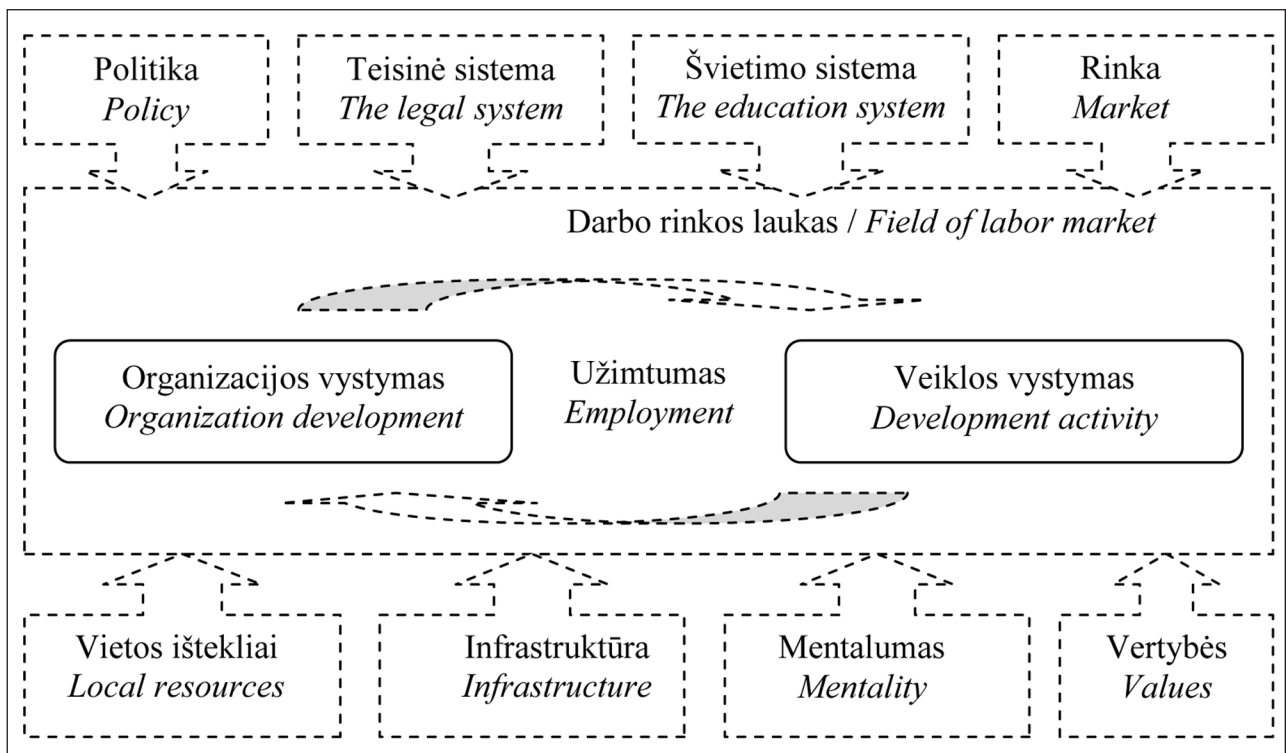 Politika
Policy
Teisinė sistema
The legal system
Švietimo sistema
The education system
Rinka
Market
Darbo rinkos laukas / Field of labor market
Organizacijos vystymas
Organization development
Užimtumas
Employment
Veiklos vystymas
Development activity
Vietos ištekliai
Local resources
Infrastruktūra
Infrastructure
Mentalumas
Mentality
Vertybės
Values